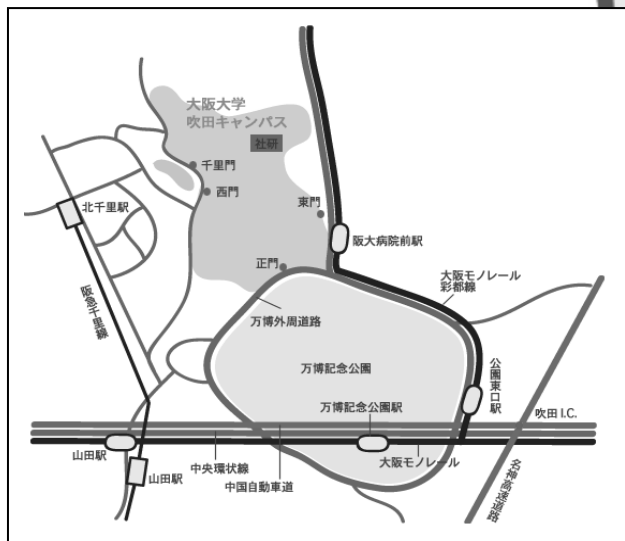 大阪大学
吹田キャンパス
社研
千里門
西門
東門
北千里駅
阪大病院前駅
正門
大阪モノレール
彩都線
阪急千里線
万博外周道路
万博記念公園
公園東口駅
万博記念公園駅
吹田 I.C.
山田駅
中央環状線
大阪モノレール
山田駅
中国自動車道
名神高速道路